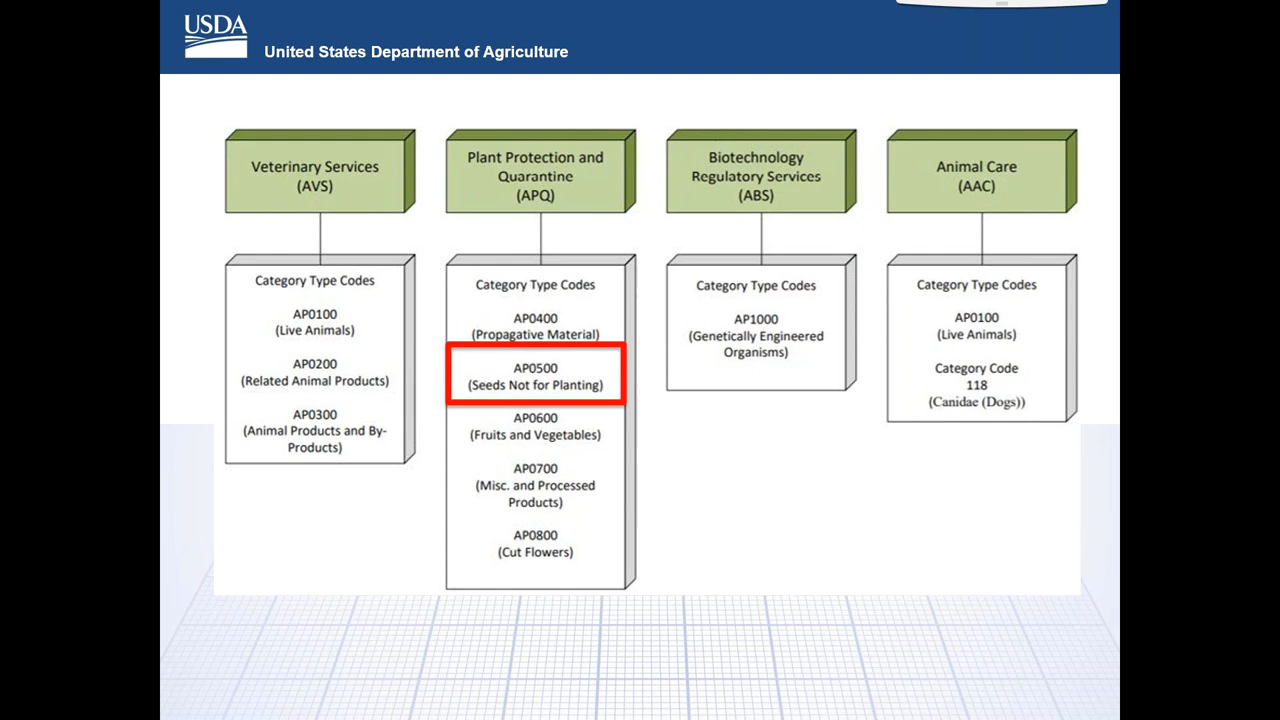 USDA
United States Department of Agriculture
Veterinary Services
(AVS)
Plant Protection and
Quarantine
(APQ)
Biotechnology
Regulatory Services
(ABS)
Animal Care
(AAC)
Category Type Codes
AP0100
(Live Animals)
AP0200
(Related Animal Products)
AP0300
(Animal Products and By-
Products)
Category Type Codes
AP0400
(Propagative Material)
AP0500
(Seeds Not for Planting)
AP0600
(Fruits and Vegetables)
AP0700
(Misc. and Processed
Products)
AP0800
(Cut Flowers)
Category Type Codes
AP1000
(Genetically Engineered
Organisms)
Category Type Codes
AP0100
(Live Animals)
Category Code
118
(Canidae (Dogs))